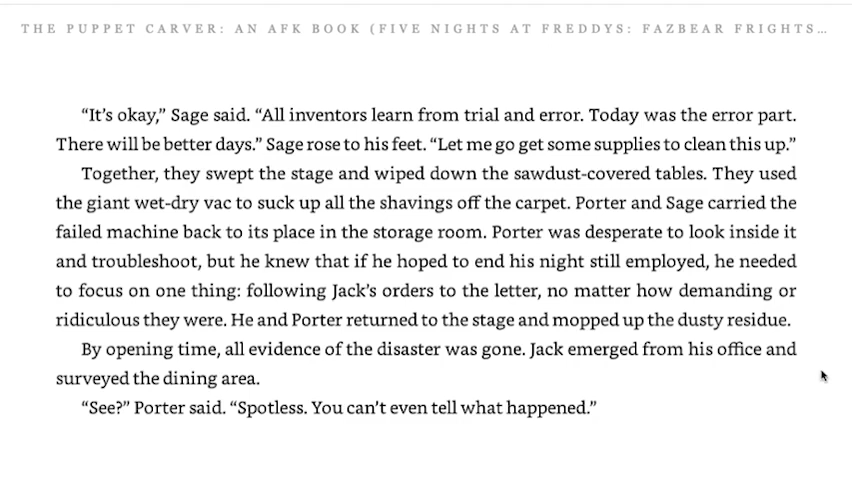 THE PUPPET CARVER: AN AFK BOOK (FIVE NIGHTS AT FREDDYS: FAZBEAR FRIGHTS…
“It’s okay,” Sage said. “All inventors learn from trial and error. Today was the error part.
There will be better days.” Sage rose to his feet. “Let me go get some supplies to clean this up.”
Together, they swept the stage and wiped down the sawdust-covered tables. They used
the giant wet-dry vac to suck up all the shavings off the carpet. Porter and Sage carried the
failed machine back to its place in the storage room. Porter was desperate to look inside it
and troubleshoot, but he knew that if he hoped to end his night still employed, he needed
to focus on one thing: following Jack’s orders to the letter, no matter how demanding or
ridiculous they were. He and Porter returned to the stage and mopped up the dusty residue.
By opening time, all evidence of the disaster was gone. Jack emerged from his office and
surveyed the dining area.
“See?” Porter said. “Spotless. You can’t even tell what happened.”